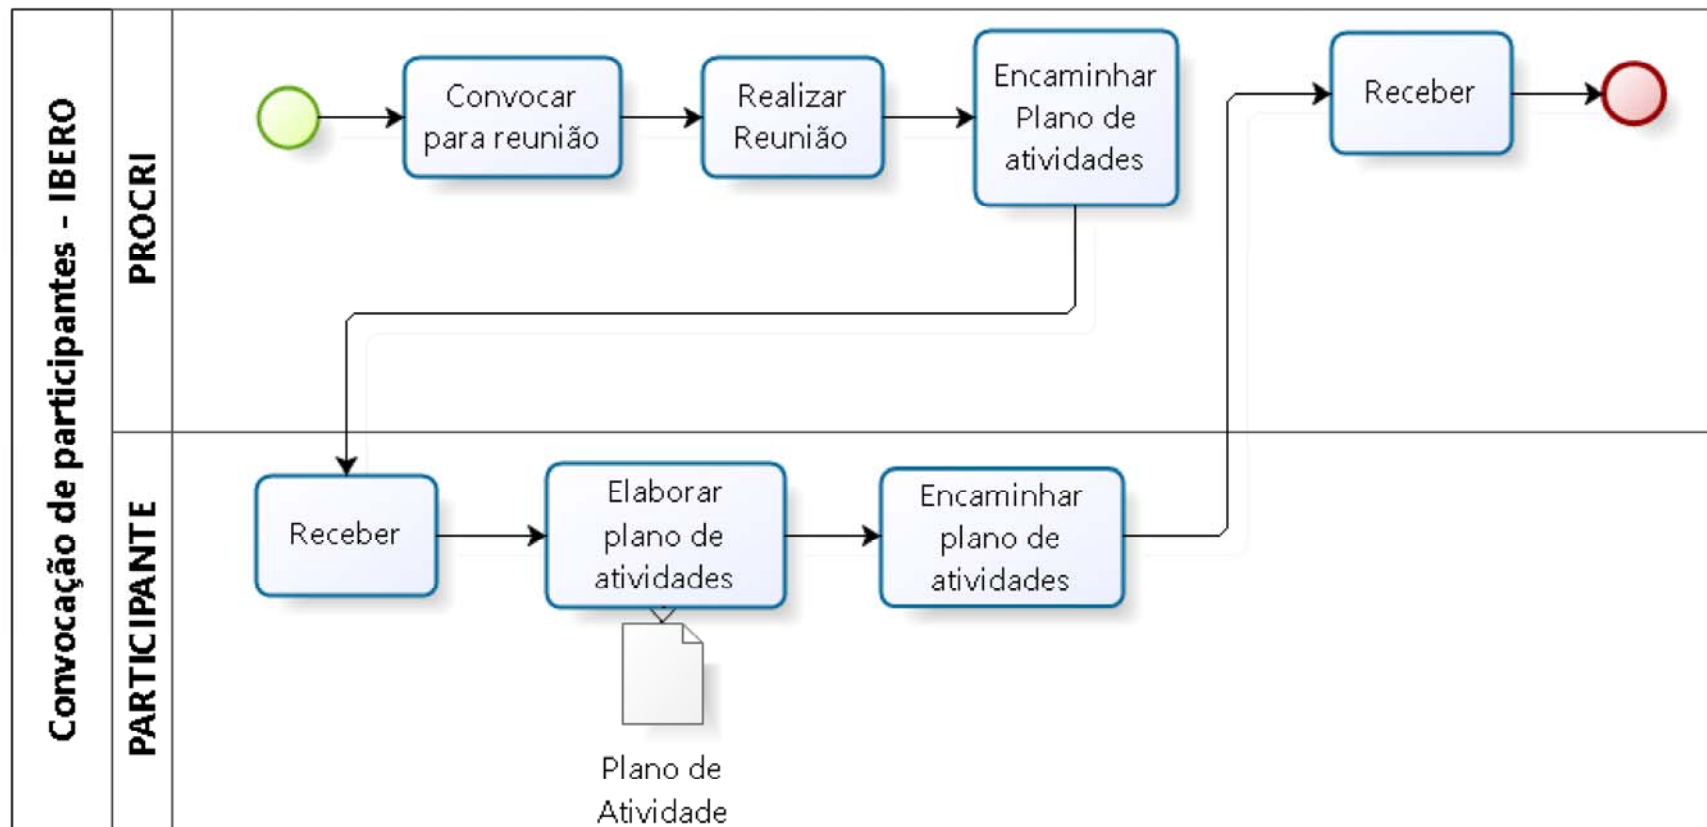 Convocação de participantes - IBERO
PROCRI
Convocar
para reunião
Realizar
Reunião
Encaminhar
Plano de
atividades
Receber
PARTICIPANTE
Receber
Elaborar
plano de
atividades
Encaminhar
plano de
atividades
Plano de
Atividade